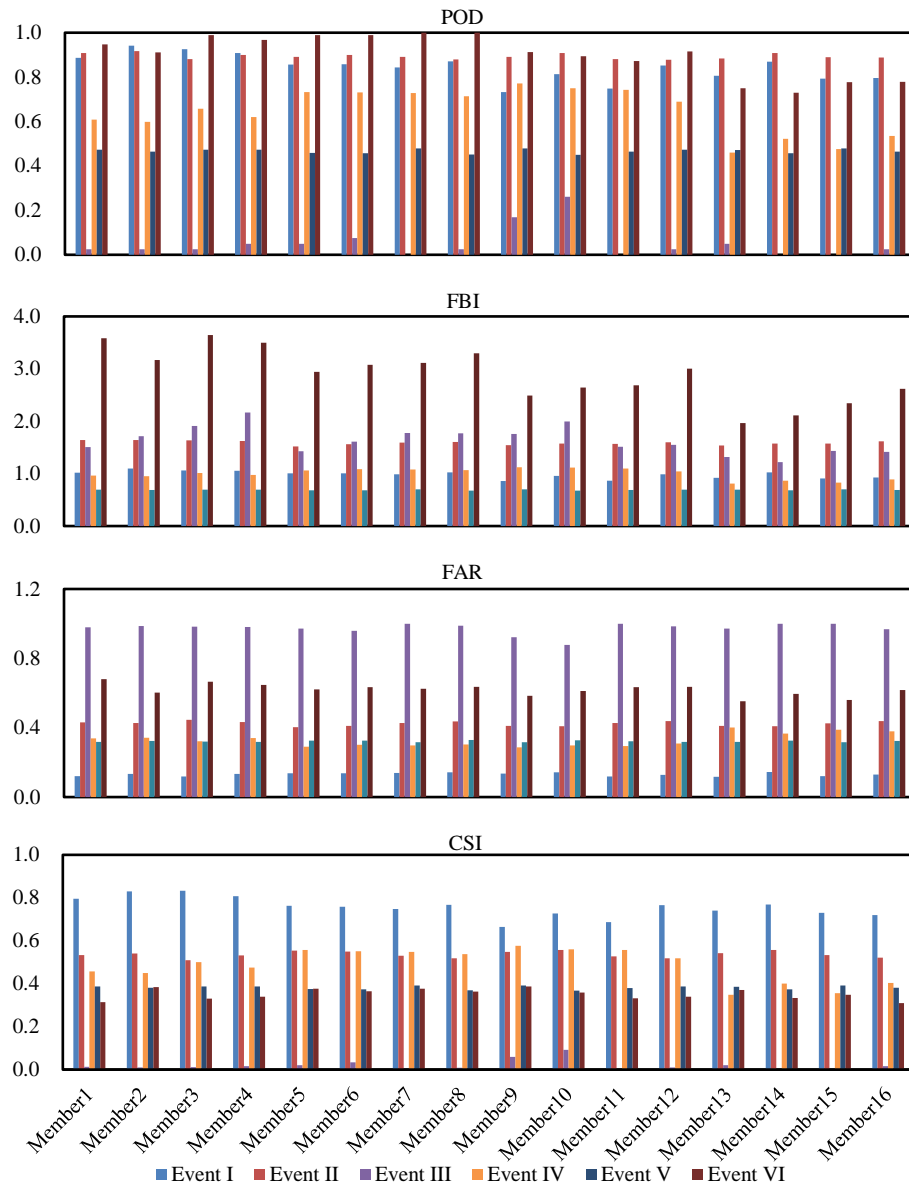 POD
1.0
0.8
0.6
0.4
0.2
0.0
FBI
4.0
3.0
2.0
1.0
0.0
FAR
1.2
0.8
0.4
0.0
CSI
1.0
0.8
0.6
0.4
0.2
0.0
Member1
Member2
Member3
Member4
Member5
Member6
Member7
Member8
Member9
Member10
Member11
Member12
Member13
Member14
Member15
Member16
Event I Event II Event III Event IV Event V Event VI